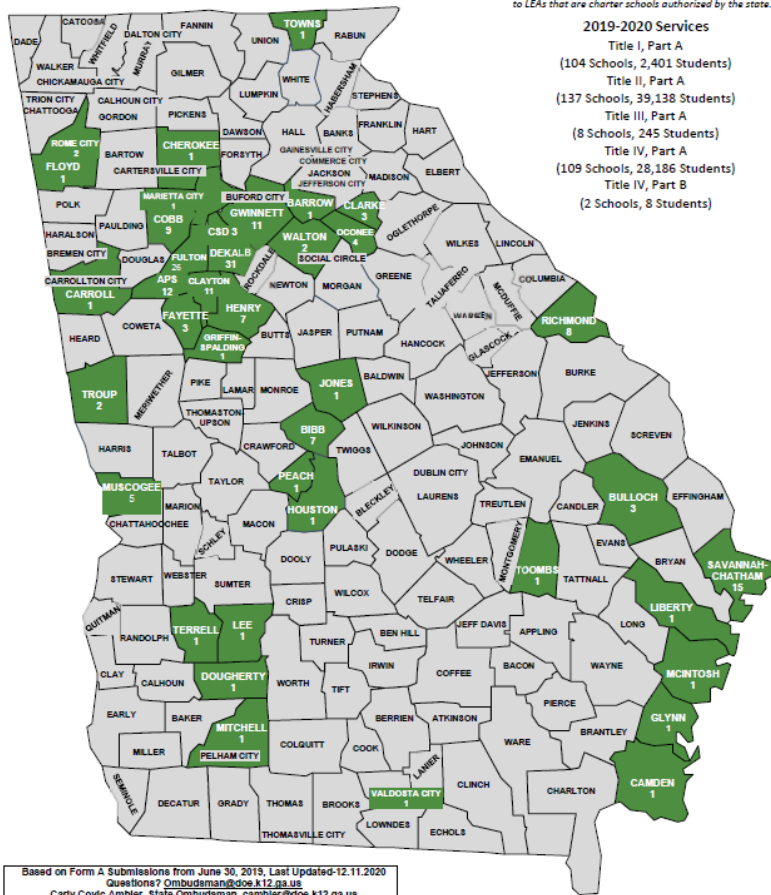 to LEAs that are charter schools authorized by the state.
2019-2020 Services
Title I, Part A
(104 Schools, 2,401 Students)
Title II, Part A
(137 Schools, 39,138 Students)
Title III, Part A
(8 Schools, 245 Students)
Title IV, Part A
(109 Schools, 28,186 Students)
Title IV, Part B
(2 Schools, 8 Students)
DADE
CATOOSA
WHITFIELD
DALTON CITY
MURRAY
FANNIN
UNION
TOWNS
1
RABUN
WALKER
CHICKAMAUGA CITY
GILMER
LUMPKIN
WHITE
HABERSHAM
STEPHENS
TRION CITY
CHATTOOGA
CALHOUN CITY
GORDON
PICKENS
DAWSON
HALL
BANKS
FRANKLIN
HART
ROME CITY
2
FLOYD
1
BARTOW
CARTERSVILLE CITY
CHEROKEE
1
FORSYTH
GAINESVILLE CITY
COMMERCE CITY
JACKSON
JEFFERSON CITY
MADISON
ELBERT
POLK
HARALSON
BREMEN CITY
PAULDING
MARIETTA CITY
1
COBB
9
BUFORD CITY
GWINNETT
11
BARROW
1
CLARKE
3
OCONEE
4
OGLETHORPE
WILKES
LINCOLN
CSD 3
DEKALB
31
WALTON
2
SOCIAL CIRCLE
DOUGLAS
FULTON
25
APS
12
CLAYTON
11
ROCKDALE
NEWTON
MORGAN
GREENE
TALIAFERRO
MCDUFFIE
COLUMBIA
CARROLLTON CITY
CARROLL
1
COWETA
FAYETTE
3
HENRY
7
GRIFFIN-
SPALDING
1
BUTTS
JASPER
PUTNAM
HANCOCK
WARREN
GLASCOCK
RICHMOND
8
HEARD
TROUP
2
MERIWETHER
PIKE
LAMAR
MONROE
JONES
1
BALDWIN
WASHINGTON
JEFFERSON
BURKE
THOMASTON-
UPSON
HARRIS
TALBOT
CRAWFORD
BIBB
7
TWIGGS
WILKINSON
JOHNSON
EMANUEL
JENKINS
SCREVEN
MUSCOGEE
5
CHATTAHOOCHEE
MARION
TAYLOR
PEACH
1
HOUSTON
1
BLECKLEY
DUBLIN CITY
LAURENS
TREUTLEN
CANDLER
BULLOCH
3
EFFINGHAM
SCHLEY
MACON
DOOLY
PULASKI
DODGE
WHEELER
MONTGOMERY
TOOMBS
1
TATTNALL
EVANS
BRYAN
SAVANNAH-
CHATHAM
15
STEWART
WEBSTER
SUMTER
CRISP
WILCOX
TELFAIR
JEFF DAVIS
APPLING
LONG
LIBERTY
1
QUITMAN
RANDOLPH
TERRELL
1
LEE
1
TURNER
BEN HILL
IRWIN
COFFEE
BACON
WAYNE
MCINTOSH
1
CLAY
CALHOUN
DOUGHERTY
1
WORTH
TIFT
PIERCE
GLYNN
1
EARLY
BAKER
MITCHELL
1
PELHAM CITY
COLQUITT
COOK
BERRIEN
ATKINSON
WARE
BRANTLEY
MILLER
LANIER
CLINCH
CHARLTON
CAMDEN
1
SEMINOLE
DECATUR
GRADY
THOMAS
THOMASVILLE CITY
BROOKS
VALDOSTA CITY
1
LOWNDES
ECHOLS
Based on Form A Submissions from June 30, 2019, Last Updated-12.11.2020
Questions? Ombudsman@doe.k12.ga.us
Carly Covic Ambler, State Ombudsman, cambler@doe.k12.ga.us